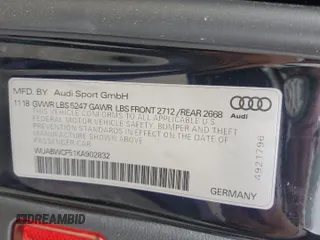 MFD. BY Audi Sport GmbH
11 18 GVWR LBS 5247 GAWR LBS FRONT 2712 /REAR 2668
THIS VEHICLE CONFORMS TO ALL APPLICABLE
FEDERAL MOTOR VEHICLE SAFETY, BUMPER AND THEFT
PREVENTION STANDARDS IN EFFECT ON THE DATE OF
MANUFACTURE SHOWN ABOVE.
PASSENGER CAR
WUABWCF51KA902832
GERMANY
4921796
DREAMBID